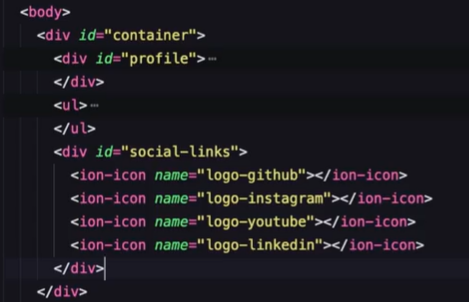 <body>
<div id="container">
<div id="profile">⋯
</div>
<ul>⋯
</ul>
<div id="social-links">
<ion-icon name="logo-github"></ion-icon>
<ion-icon name="logo-instagram"></ion-icon>
<ion-icon name="logo-youtube"></ion-icon>
<ion-icon name="logo-linkedin"></ion-icon>
</div>
</div>